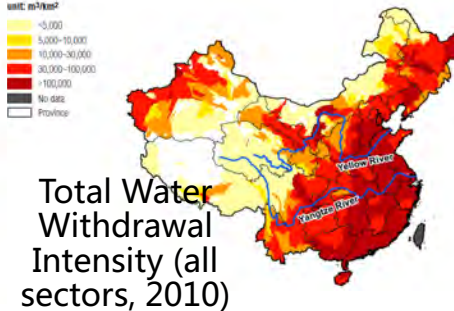 unit: m³/km²
<5,000
5,000~10,000
10,000~30,000
30,000~100,000
>100,000
No data
Province
Yellow River
Yangtze River
Total Water
Withdrawal
Intensity (all
sectors, 2010)